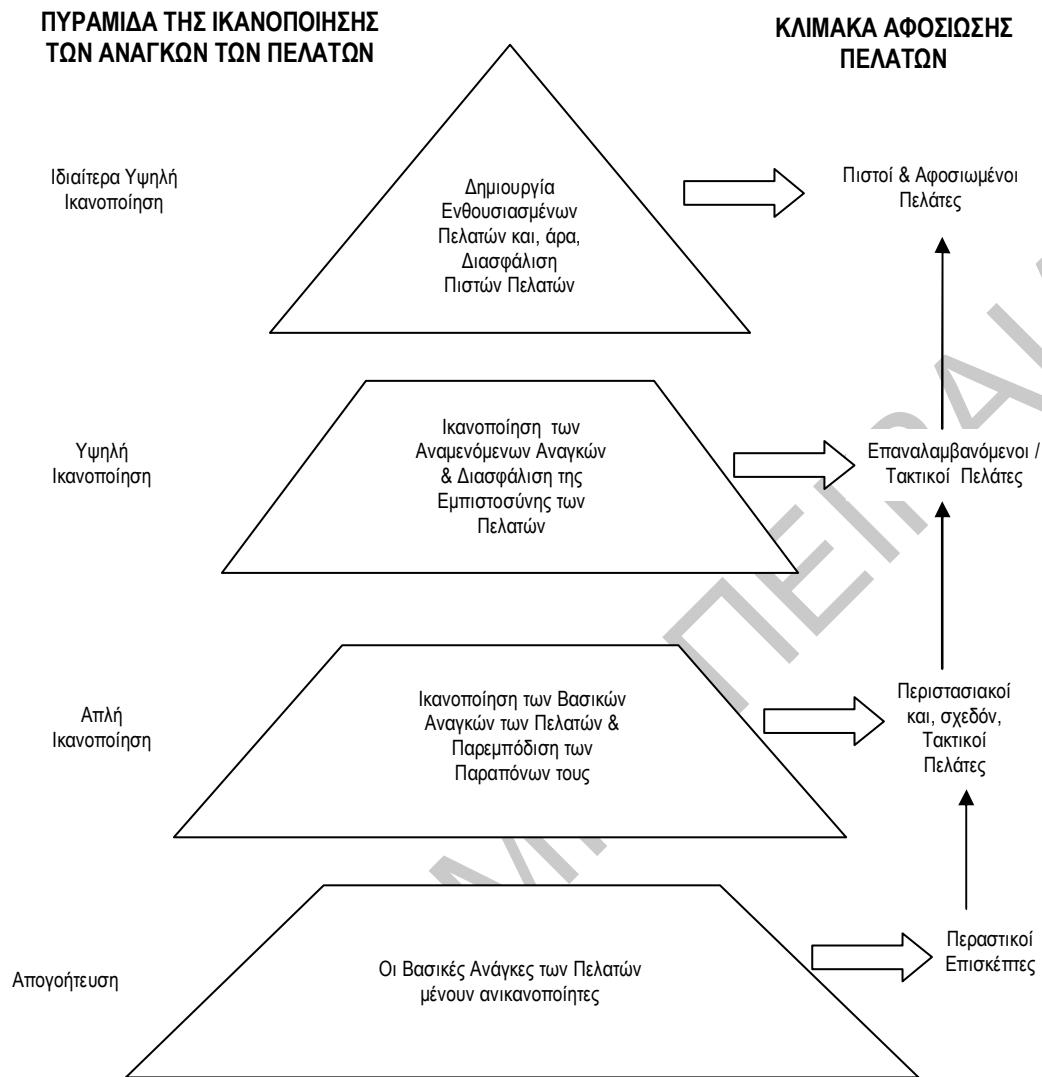 ΠΥΡΑΜΙΔΑ ΤΗΣ ΙΚΑΝΟΠΟΙΗΣΗΣ
ΤΩΝ ΑΝΑΓΚΩΝ ΤΩΝ ΠΕΛΑΤΩΝ
ΚΛΙΜΑΚΑ ΑΦΟΣΙΩΣΗΣ
ΠΕΛΑΤΩΝ
Ιδιαίτερα Υψηλή
Ικανοποίηση
Δημιουργία
Ενθουσιασμένων
Πελατών και, άρα,
Διασφάλιση
Πιστών Πελατών
Πιστοί & Αφοσιωμένοι
Πελάτες
Υψηλή
Ικανοποίηση
Ικανοποίηση των
Αναμενόμενων Αναγκών
& Διασφάλιση της
Εμπιστοσύνης των
Πελατών
Επαναλαμβανόμενοι /
Τακτικοί Πελάτες
Απλή
Ικανοποίηση
Ικανοποίηση των Βασικών
Αναγκών των Πελατών &
Παρεμπόδιση των
Παραπόνων τους
Περιστασιακοί
και, σχεδόν,
Τακτικοί
Πελάτες
Απογοήτευση
Οι Βασικές Ανάγκες των Πελατών
μένουν ανικανοποίητες
Περαστικοί
Επισκέπτες